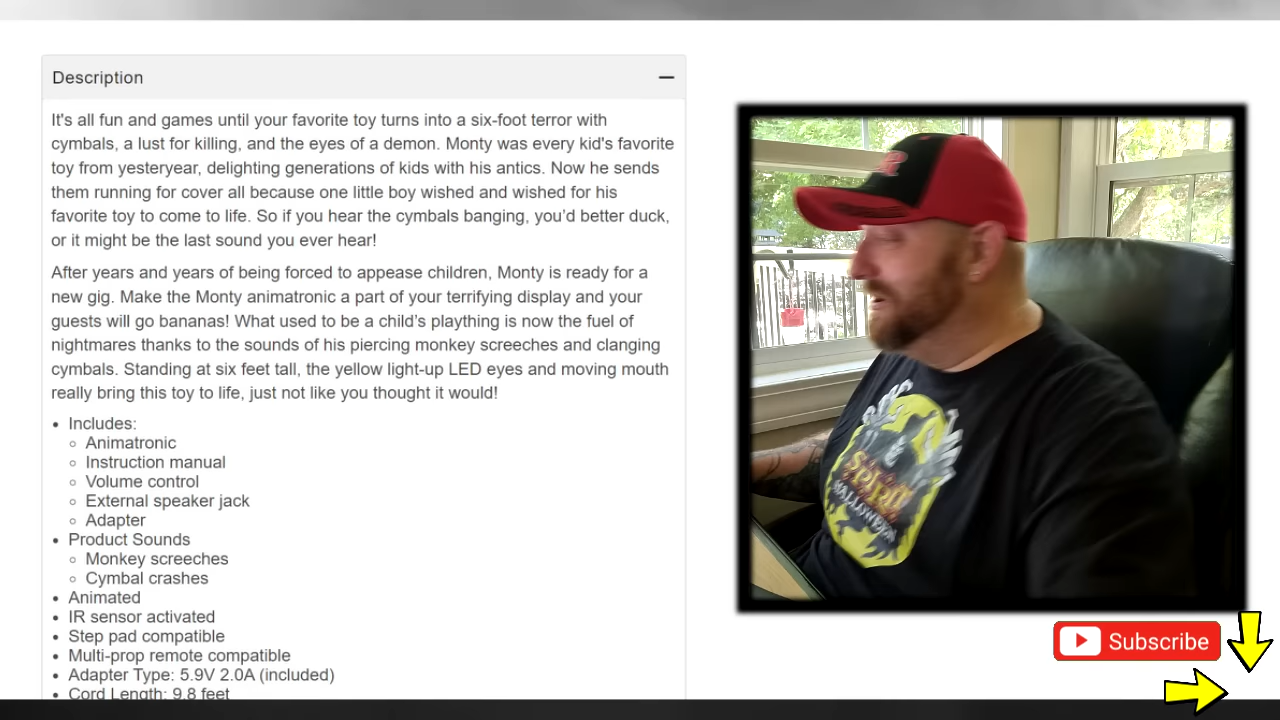 Description
It's all fun and games until your favorite toy turns into a six-foot terror with
cymbals, a lust for killing, and the eyes of a demon. Monty was every kid's favorite
toy from yesteryear, delighting generations of kids with his antics. Now he sends
them running for cover all because one little boy wished and wished for his
favorite toy to come to life. So if you hear the cymbals banging, you’d better duck,
or it might be the last sound you ever hear!
After years and years of being forced to appease children, Monty is ready for a
new gig. Make the Monty animatronic a part of your terrifying display and your
guests will go bananas! What used to be a child’s plaything is now the fuel of
nightmares thanks to the sounds of his piercing monkey screeches and clanging
cymbals. Standing at six feet tall, the yellow light-up LED eyes and moving mouth
really bring this toy to life, just not like you thought it would!
Includes:
Animatronic
Instruction manual
Volume control
External speaker jack
Adapter
Product Sounds
Monkey screeches
Cymbal crashes
Animated
IR sensor activated
Step pad compatible
Multi-prop remote compatible
Adapter Type: 5.9V 2.0A (included)
Cord Length: 9.8 feet
Spirit
HALLOWEEN
Subscribe